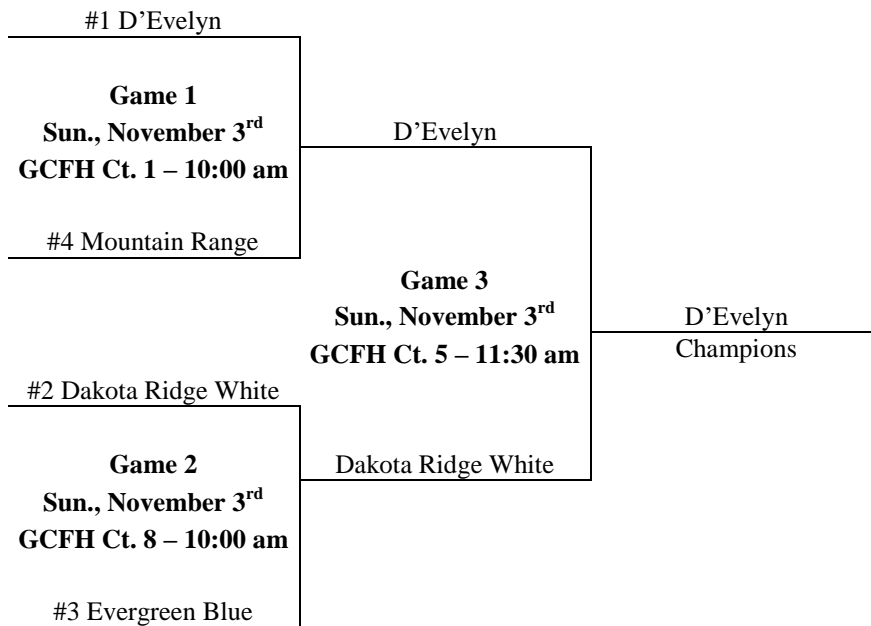 #1 D’Evelyn
Game 1
Sun., November 3rd
GCFH Ct. 1 – 10:00 am
#4 Mountain Range
D’Evelyn
Game 3
Sun., November 3rd
GCFH Ct. 5 – 11:30 am
D’Evelyn
Champions
#2 Dakota Ridge White
Game 2
Sun., November 3rd
GCFH Ct. 8 – 10:00 am
Dakota Ridge White
#3 Evergreen Blue